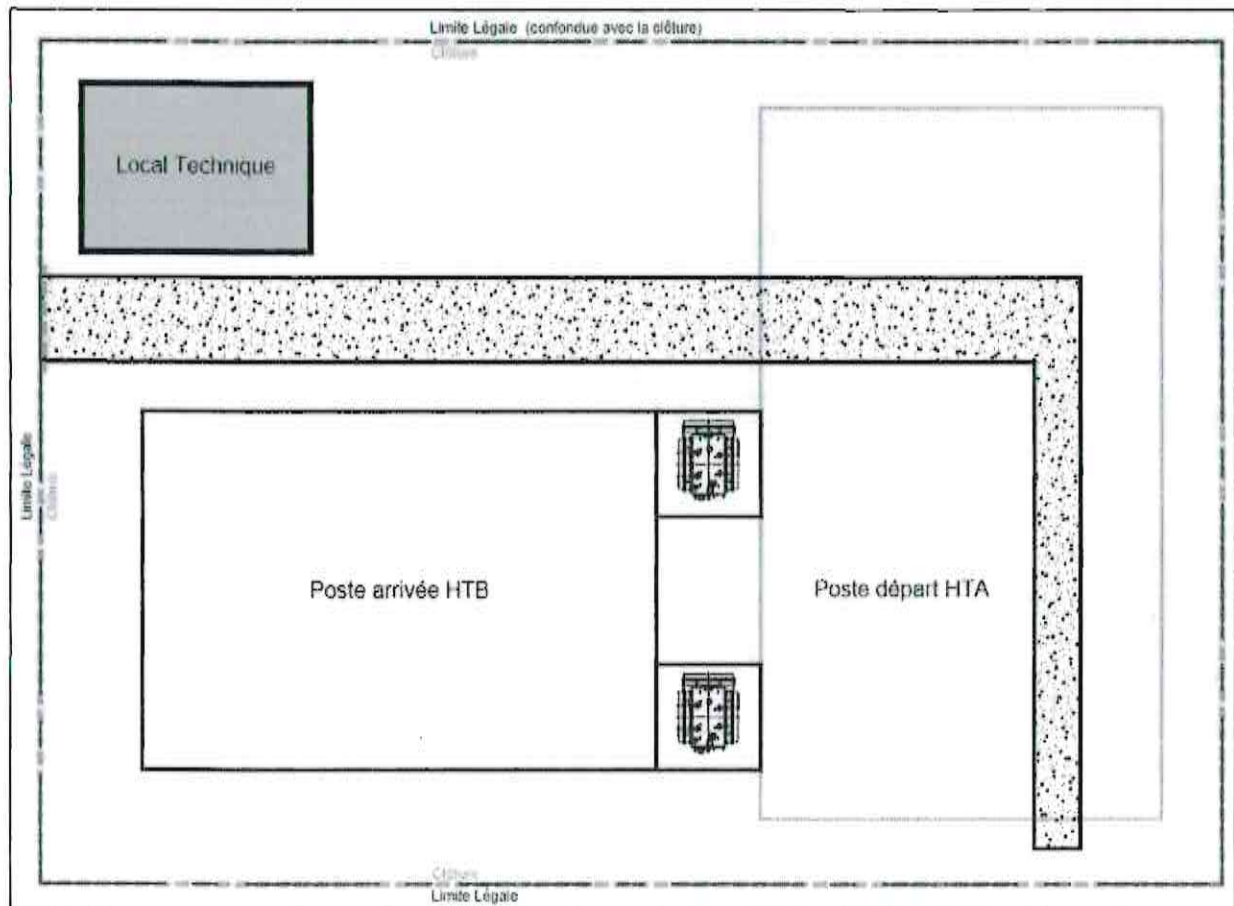 Limite Légale (confondue avec la clôture)
Clôture
Local Technique
Limite Légale
Clôture
Poste arrivée HTB
Poste départ HTA
Clôture
Limite Légale